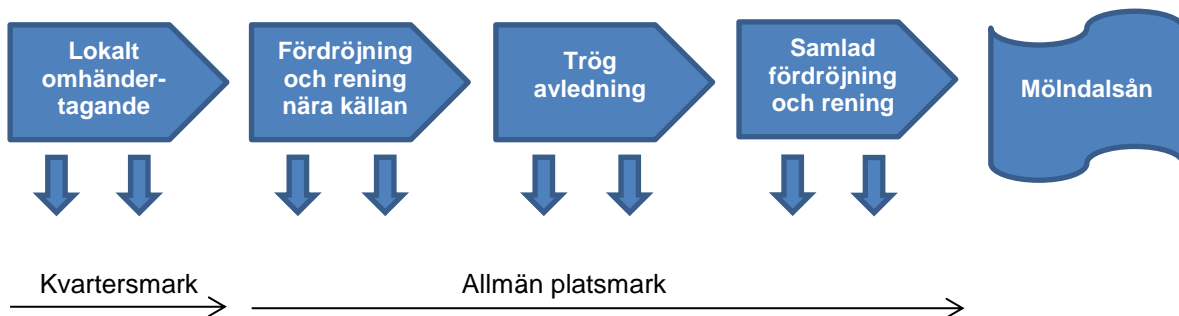 Lokalt
omhänder-
tagande
Fördröjning
och rening
nära källan
Trög
avledning
Samlad
fördröjning
och rening
Mölndalsån
Kvartersmark
Allmän platsmark